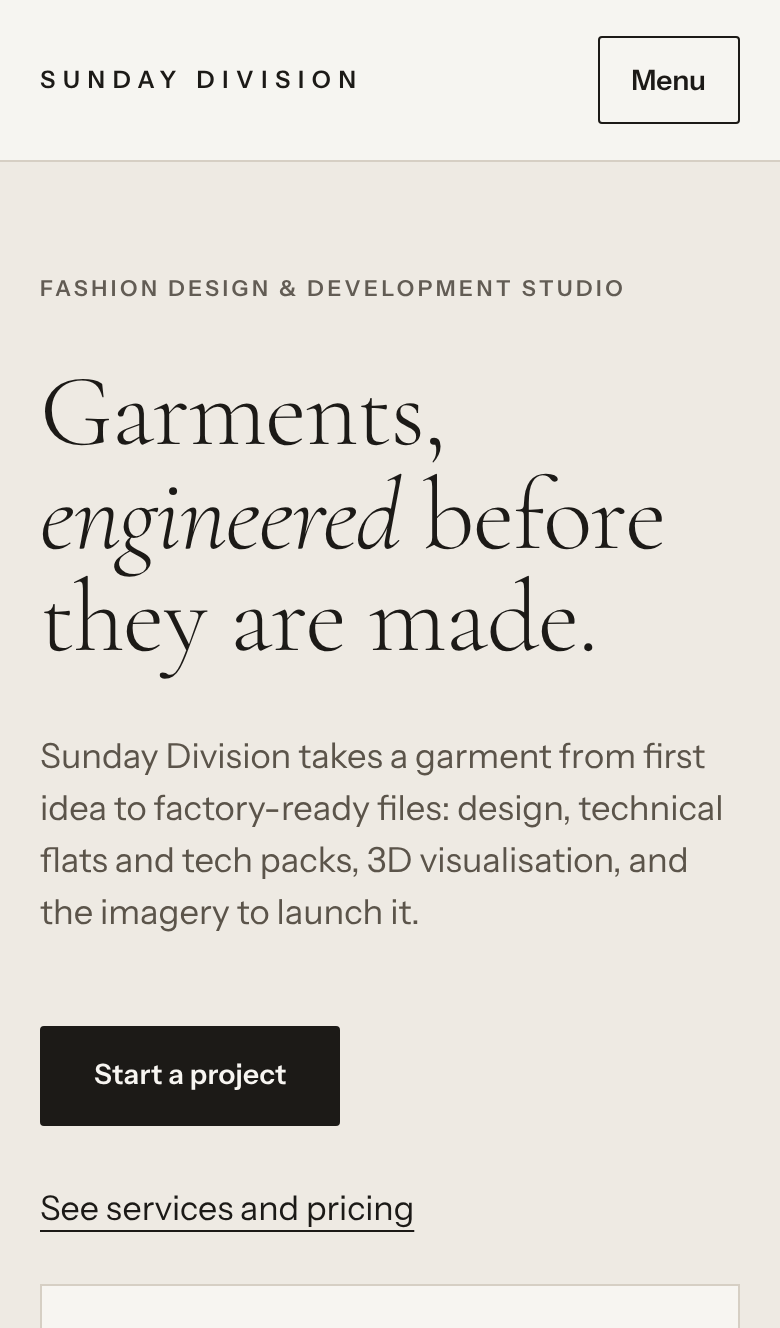 SUNDAY DIVISION
Menu
FASHION DESIGN & DEVELOPMENT STUDIO
Garments,
engineered before
they are made.
Sunday Division takes a garment from first
idea to factory-ready files: design, technical
flats and tech packs, 3D visualisation, and
the imagery to launch it.
Start a project
See services and pricing